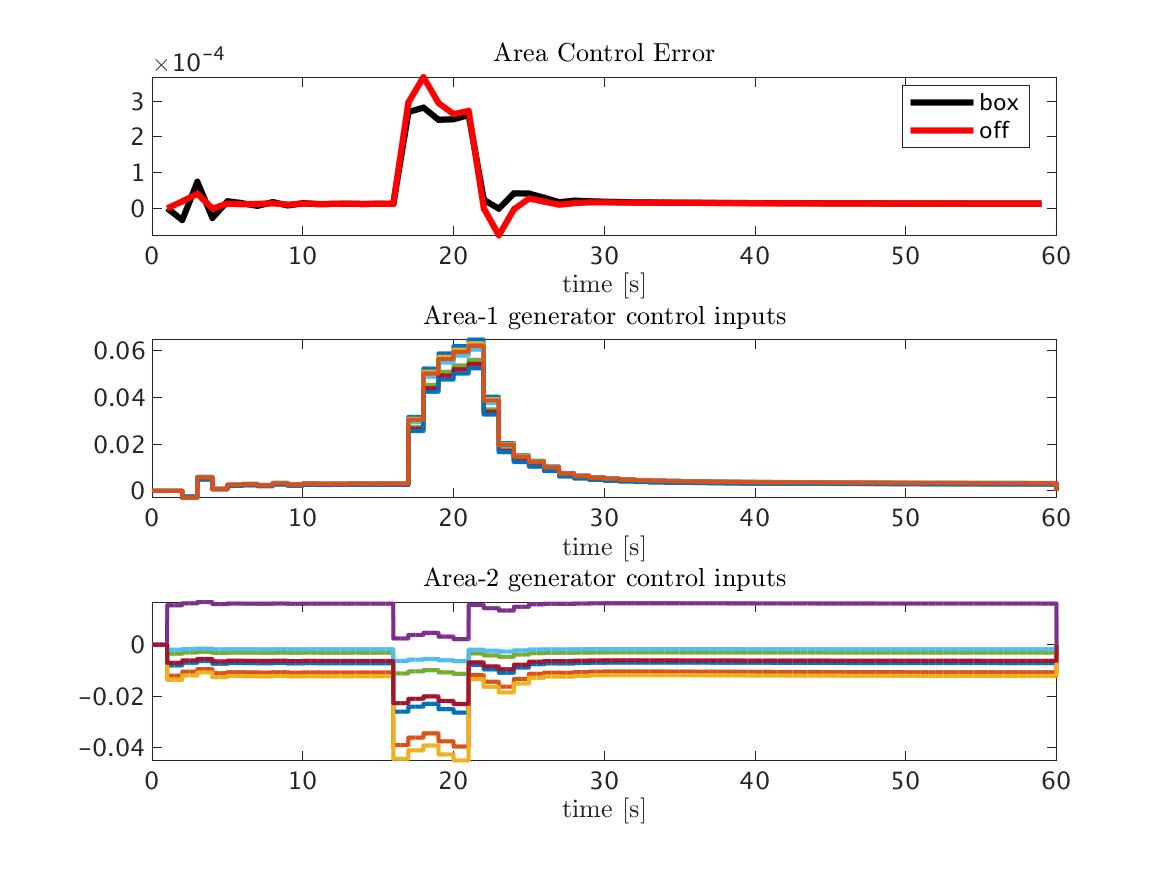 Area Control Error
×10⁻⁴
3
2
1
0
box
off
0 10 20 30 40 50 60
time [s]
Area-1 generator control inputs
0.06
0.04
0.02
0
0 10 20 30 40 50 60
time [s]
Area-2 generator control inputs
0
-0.02
-0.04
0 10 20 30 40 50 60
time [s]